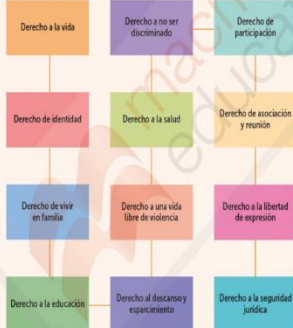 Derecho a la vida
Derecho a no ser
discriminado
Derecho de
participación
Derecho de identidad
Derecho a la salud
Derecho de asociación
y reunión
Derecho de vivir
en familia
Derecho a una vida
libre de violencia
Derecho a la libertad
de expresión
Derecho a la educación
Derecho al descanso y
esparcimiento
Derecho a la seguridad
jurídica